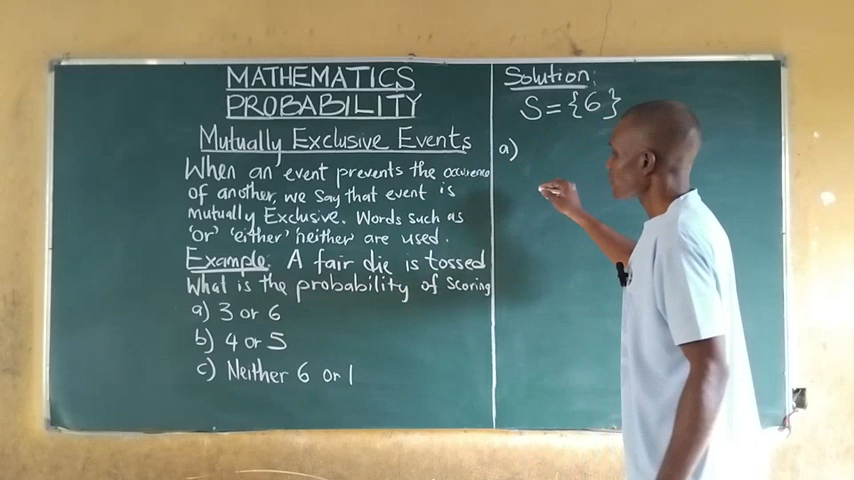 MATHEMATICS
PROBABILITY
Mutually Exclusive Events
When an event prevents the occurence
of another, we say that event is
mutually Exclusive. Words such as
'or' 'either' 'neither are used.
Example: A fair die is tossed
What is the probability of scoring
a) 3 or 6
b) 4 or 5
c) Neither 6 or 1
Solution:
S = {6}
a)